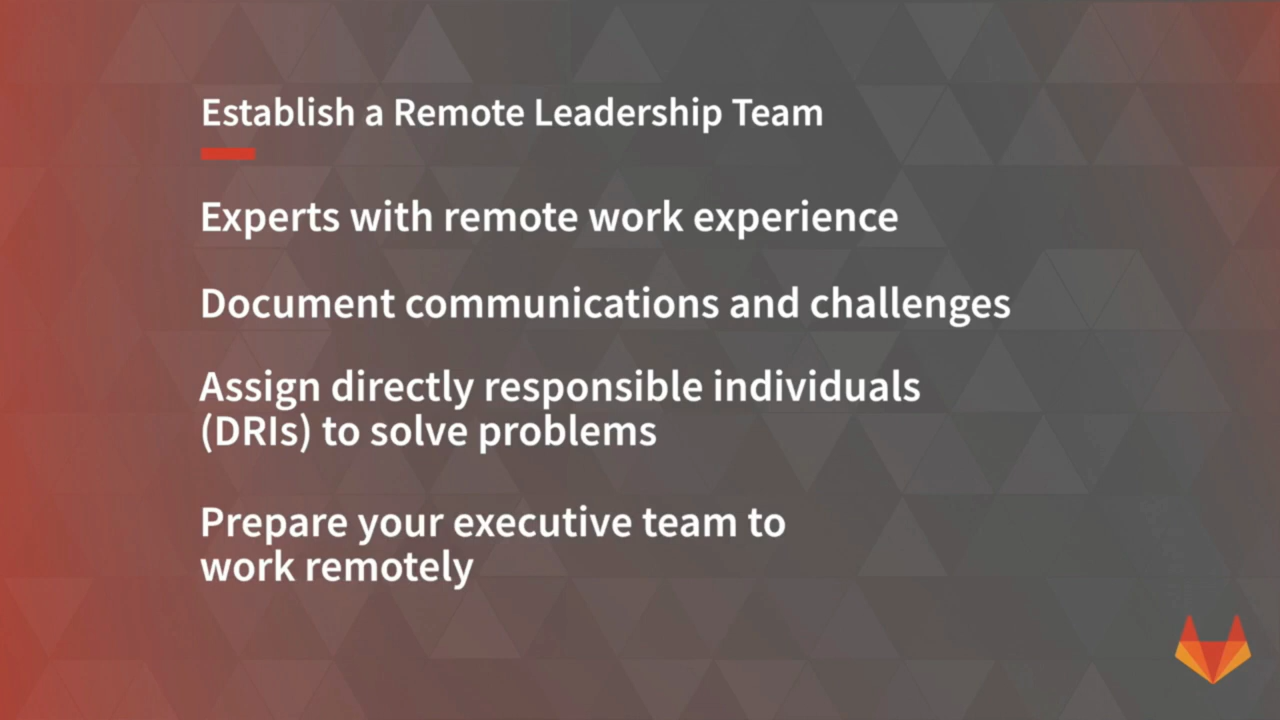 Establish a Remote Leadership Team
Experts with remote work experience
Document communications and challenges
Assign directly responsible individuals
(DRIs) to solve problems
Prepare your executive team to
work remotely